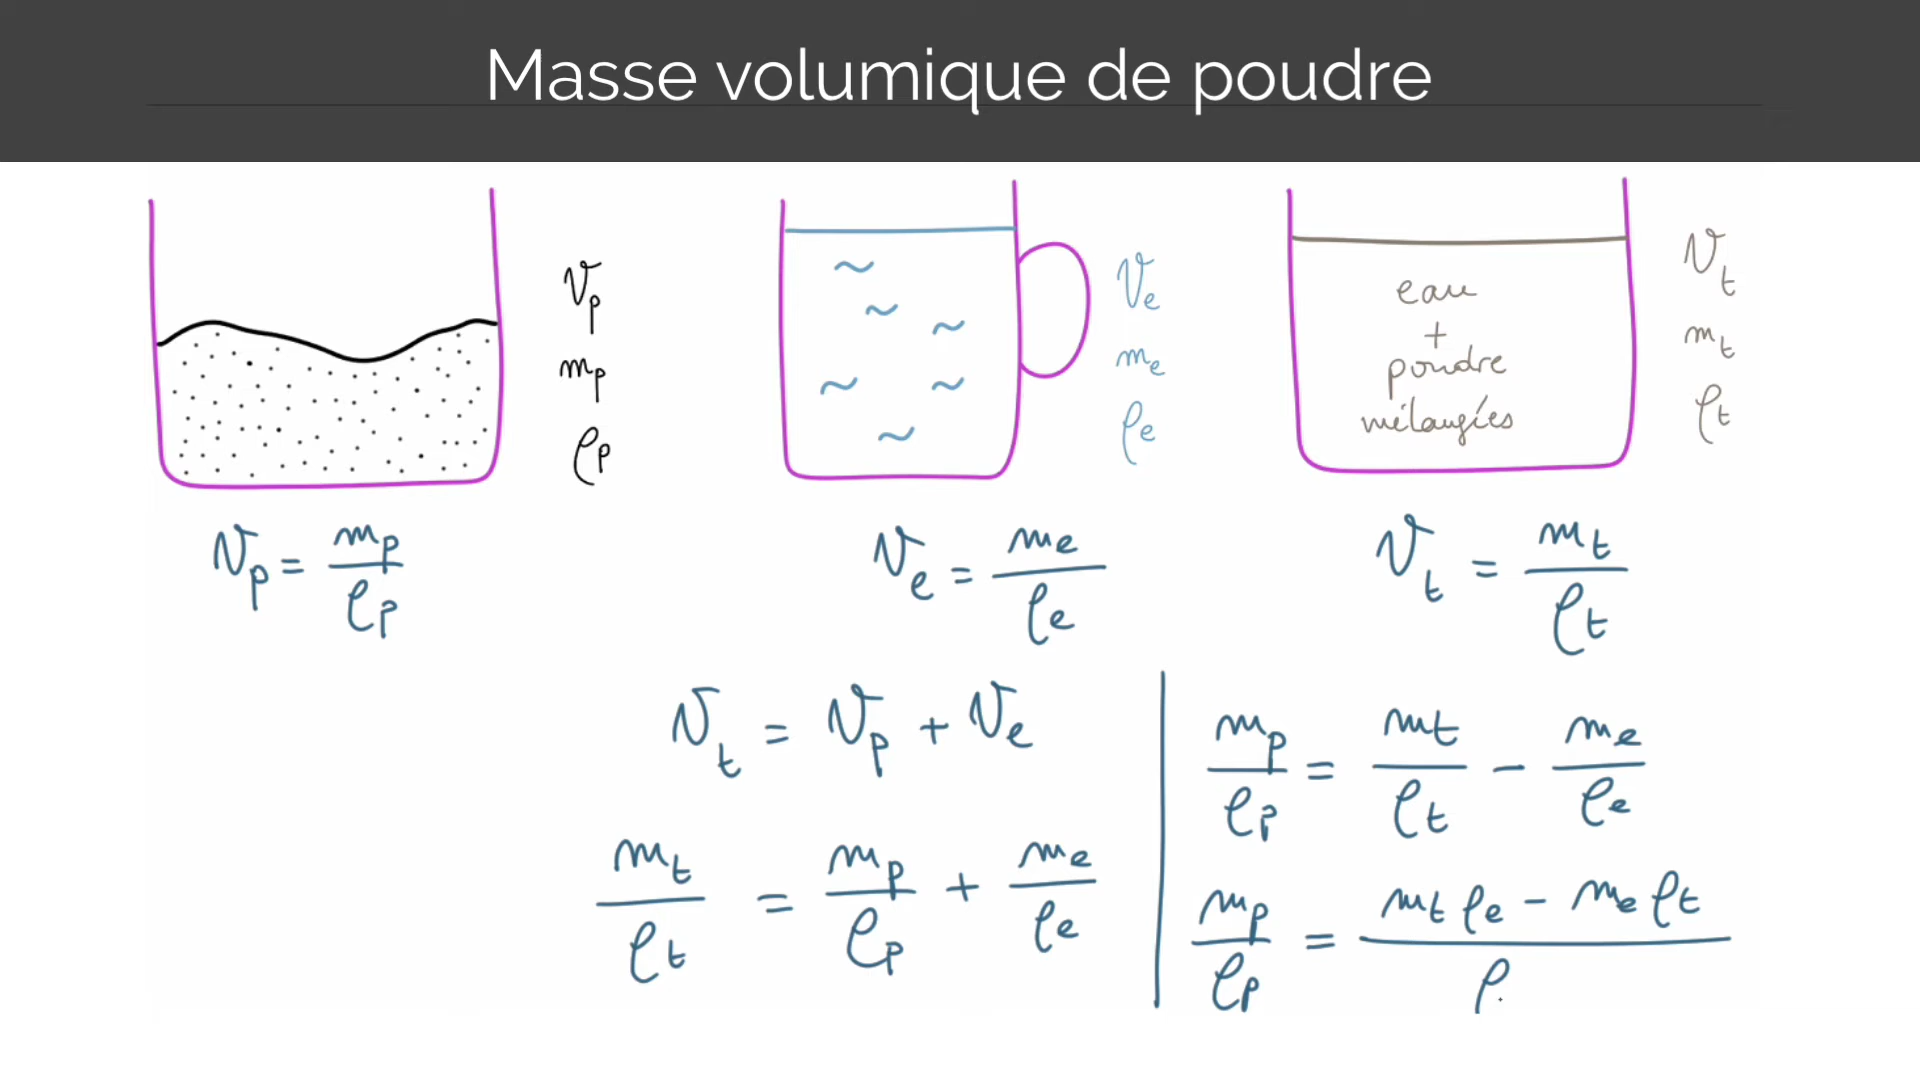 Masse volumique de poudre
Vp
mp
ρp
Ve
me
ρe
eau
+
poudre
mélangées
Vt
mt
ρt
Vp = mp/ρp
Ve = me/ρe
Vt = mt/ρt
Vt = Vp + Ve
mt/ρt = mp/ρp + me/ρe
mp/ρp = mt/ρt - me/ρe
mp/ρp = mt ρe - me ρt / ρ